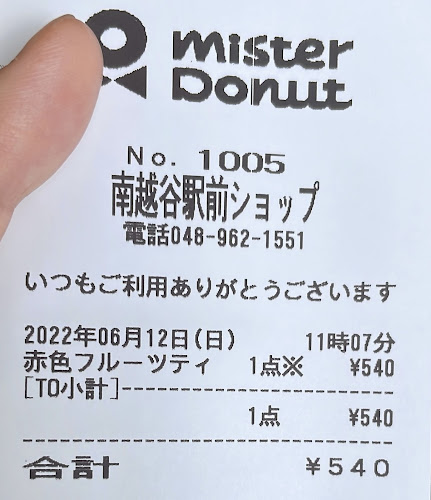 mister
Donut
No. 1005
南越谷駅前ショップ
電話048-962-1551
いつもご利用ありがとうございます
2022年06月12日(日) 11時07分
赤色フルーツティ 1点※ ¥540
[TO小計]--------------------------
1点 ¥540
----------------------------------
合計 ¥540